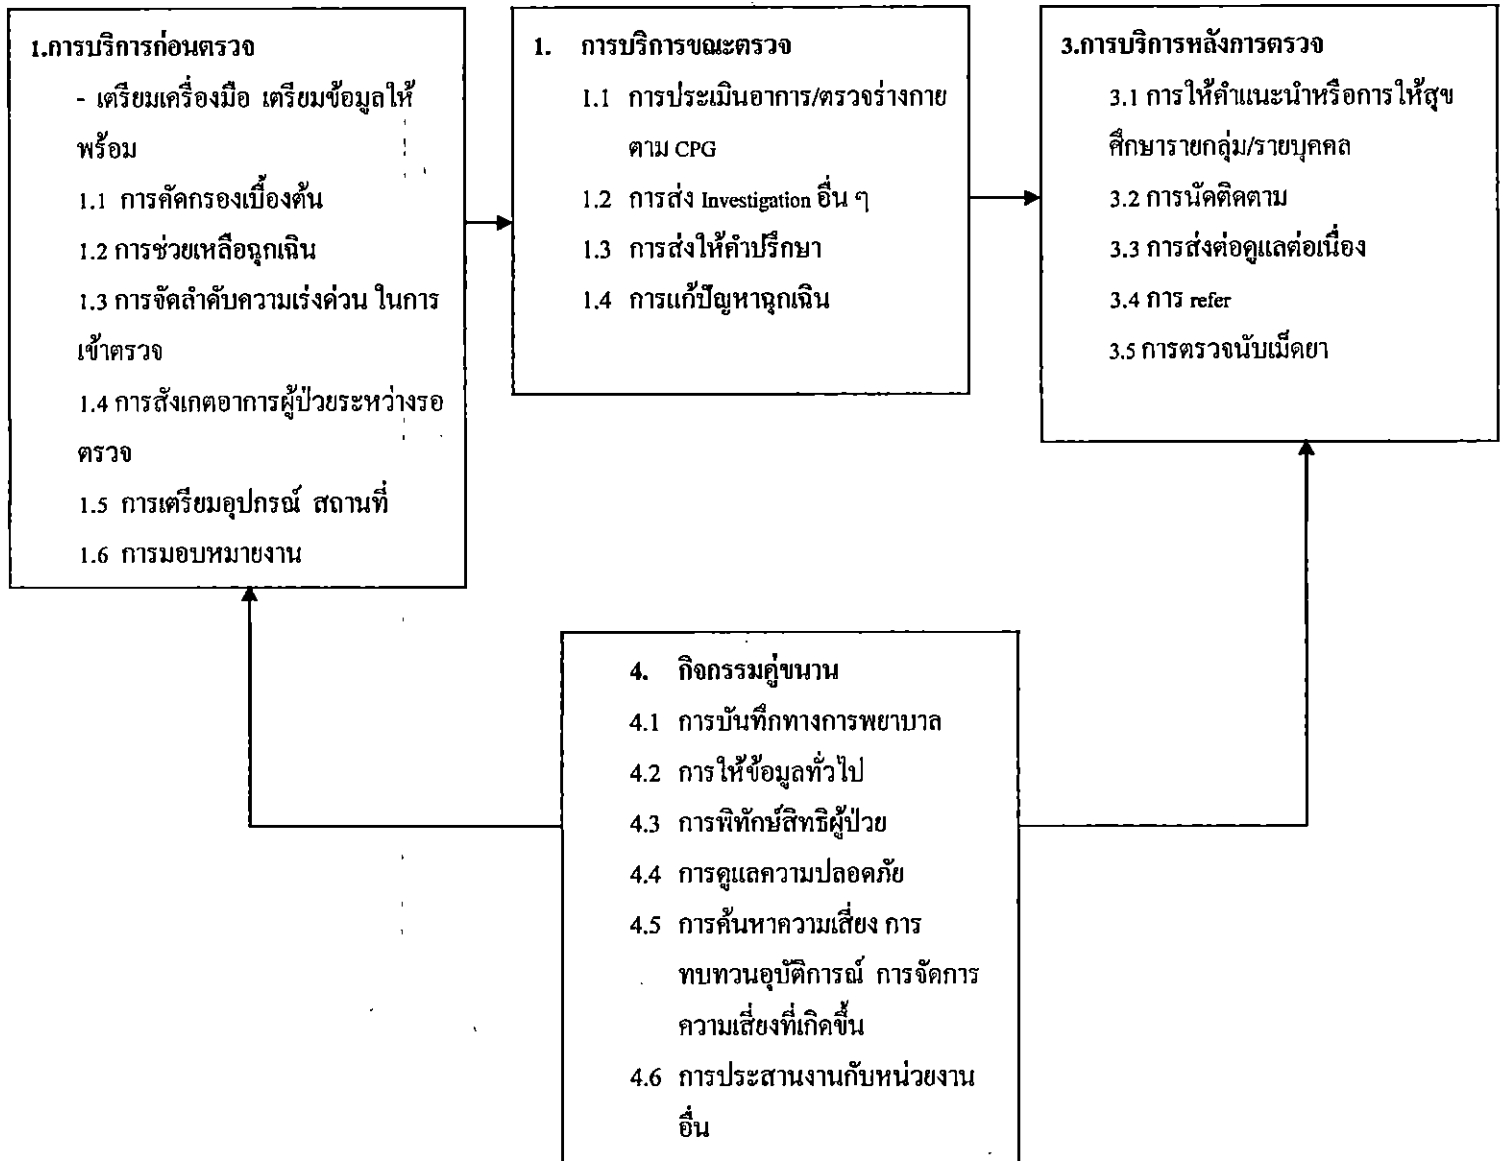 1.การบริการก่อนตรวจ
- เตรียมเครื่องมือ เตรียมข้อมูลให้
พร้อม
1.1 การคัดกรองเบื้องต้น
1.2 การช่วยเหลือฉุกเฉิน
1.3 การจัดลำดับความเร่งด่วน ในการ
เข้าตรวจ
1.4 การสังเกตอาการผู้ป่วยระหว่างรอ
ตรวจ
1.5 การเตรียมอุปกรณ์ สถานที่
1.6 การมอบหมายงาน
1. การบริการขณะตรวจ
1.1 การประเมินอาการ/ตรวจร่างกาย
ตาม CPG
1.2 การส่ง Investigation อื่น ๆ
1.3 การส่งให้คำปรึกษา
1.4 การแก้ปัญหาฉุกเฉิน
3.การบริการหลังการตรวจ
3.1 การให้คำแนะนำหรือการให้สุข
ศึกษารายกลุ่ม/รายบุคคล
3.2 การนัดติดตาม
3.3 การส่งต่อดูแลต่อเนื่อง
3.4 การ refer
3.5 การตรวจนับเม็ดยา
4. กิจกรรมคู่ขนาน
4.1 การบันทึกทางการพยาบาล
4.2 การให้ข้อมูลทั่วไป
4.3 การพิทักษ์สิทธิผู้ป่วย
4.4 การดูแลความปลอดภัย
4.5 การค้นหาความเสี่ยง การ
ทบทวนอุบัติการณ์ การจัดการ
ความเสี่ยงที่เกิดขึ้น
4.6 การประสานงานกับหน่วยงาน
อื่น